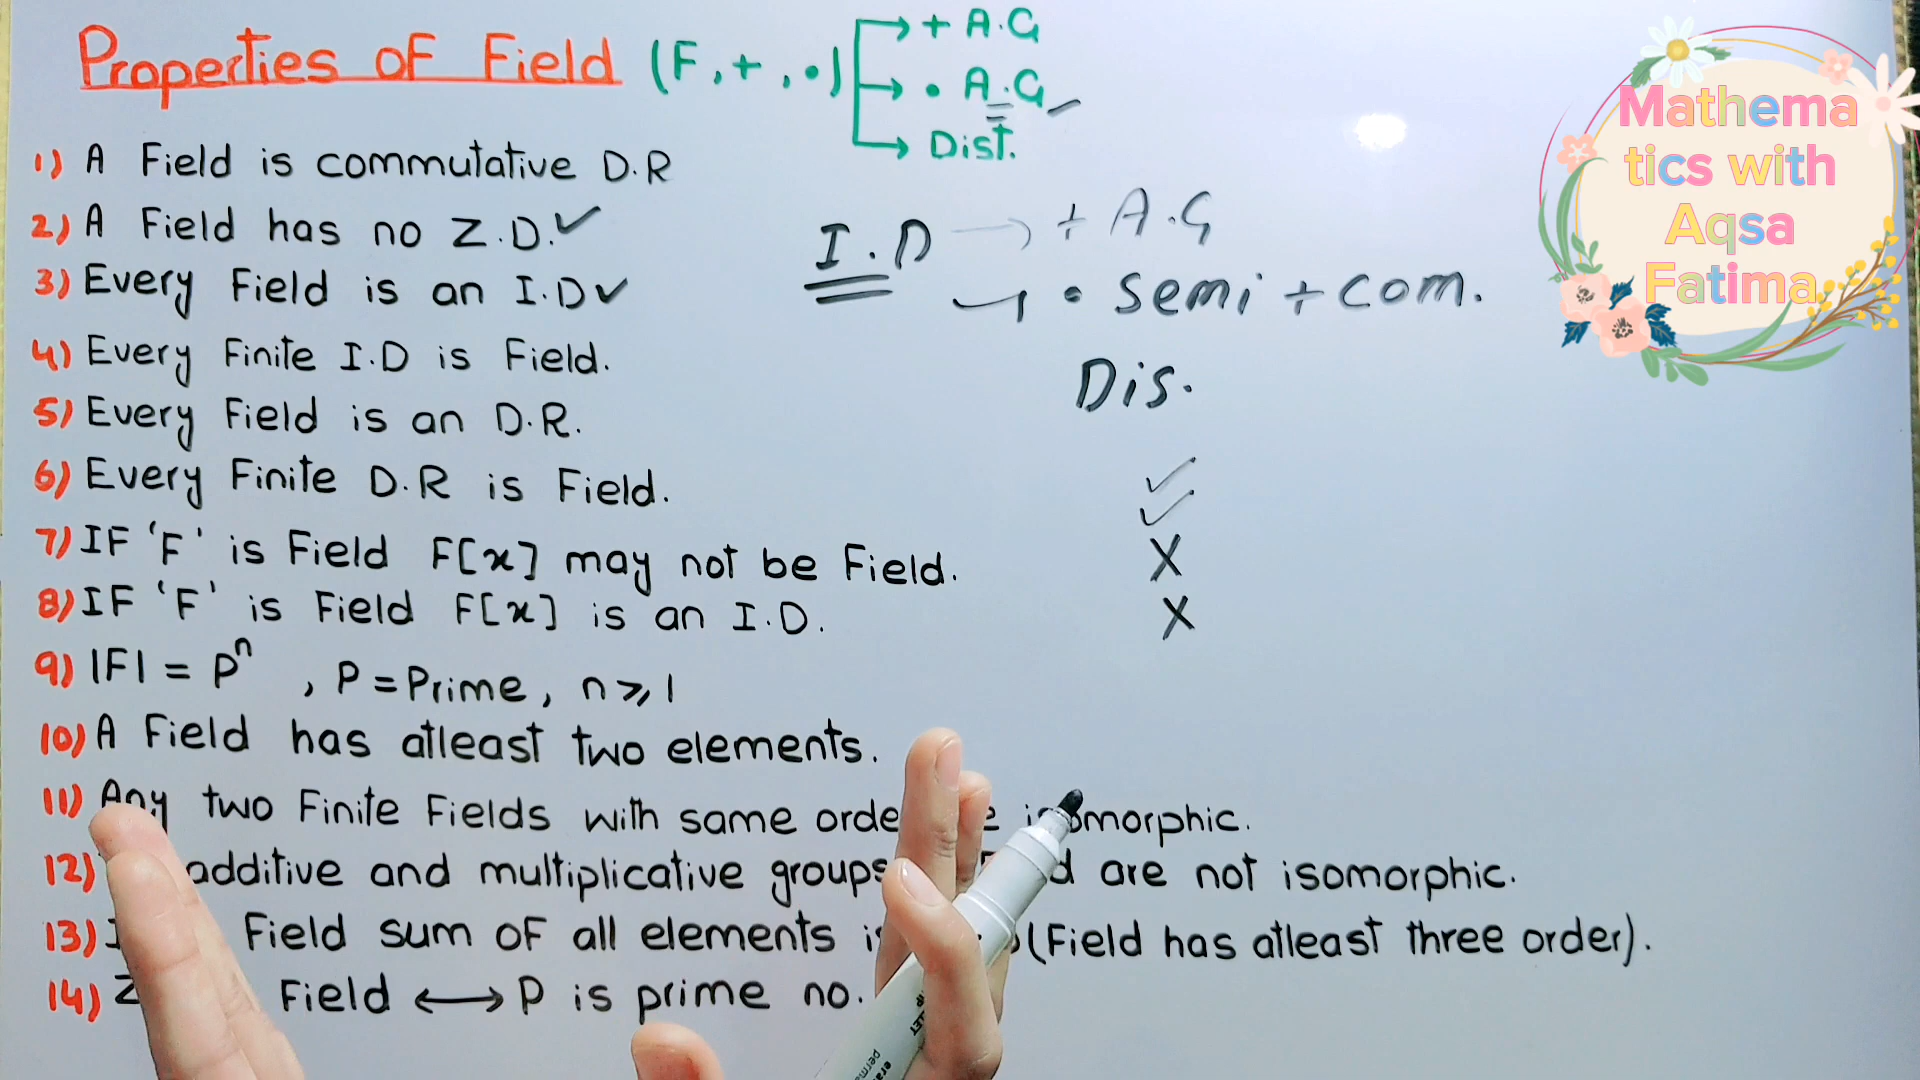 Properties of Field (F, +, •)
→ + A.G
→ • A.G
→ Dist.
1) A Field is commutative D.R
2) A Field has no Z.D. ✓
3) Every Field is an I.D ✓
4) Every Finite I.D is Field.
5) Every Field is an D.R.
6) Every Finite D.R is Field.
7) IF 'F' is Field F[x] may not be Field.
8) IF 'F' is Field F[x] is an I.D.
9) |F| = Pⁿ , P = Prime, n ⩾ 1
10) A Field has atleast two elements.
11) Any two Finite Fields with same isomorphic.
12) additive and multiplicative groups are not isomorphic.
13) Field sum of all elements (Field has atleast three order).
14) Field ⟷ P is prime no.
I.D → + A.G
→ • semi + com.
Dis.
✓
✓
X
X
Mathema
tics with
Aqsa
Fatima